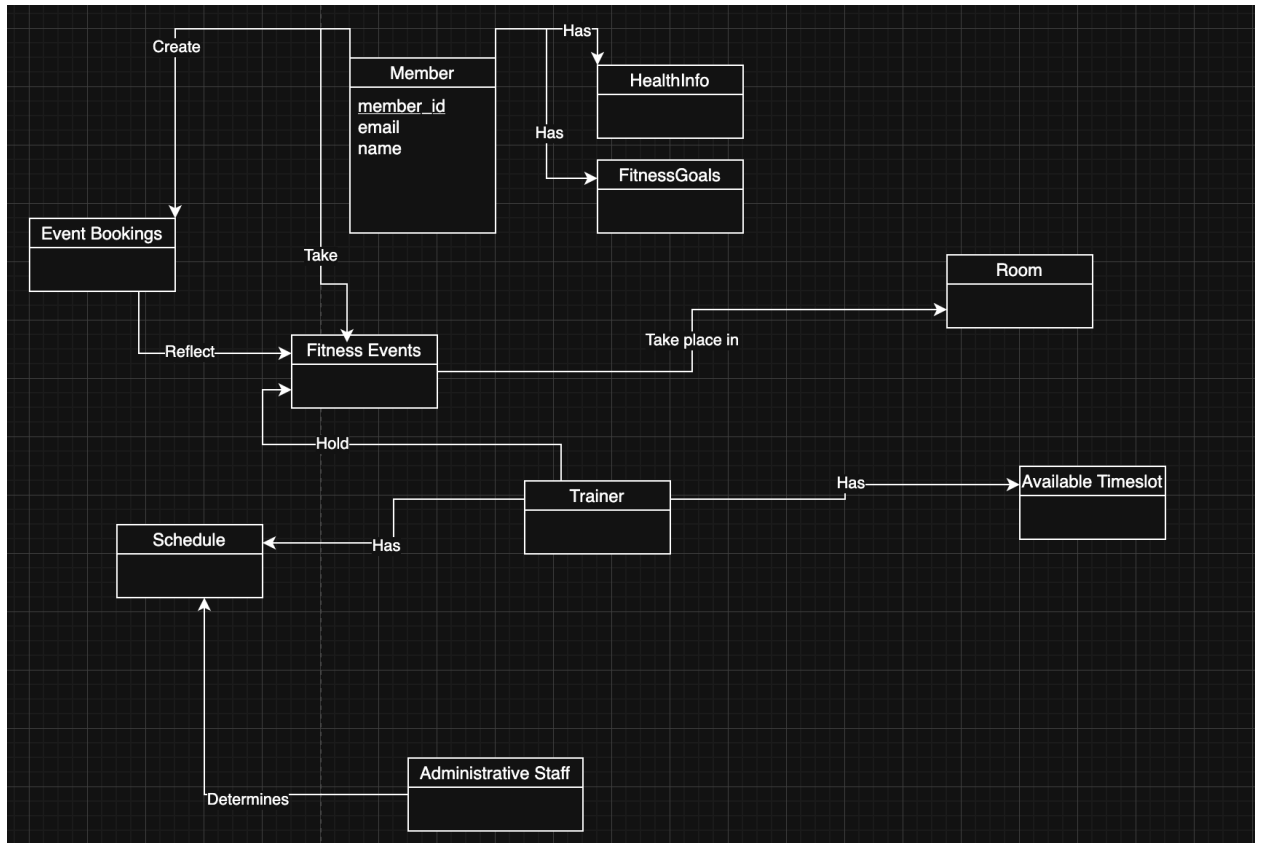 Create
Has
Member
member_id
email
name
HealthInfo
Has
FitnessGoals
Event Bookings
Take
Room
Reflect
Fitness Events
Take place in
Hold
Trainer
Has
Available Timeslot
Schedule
Has
Administrative Staff
Determines